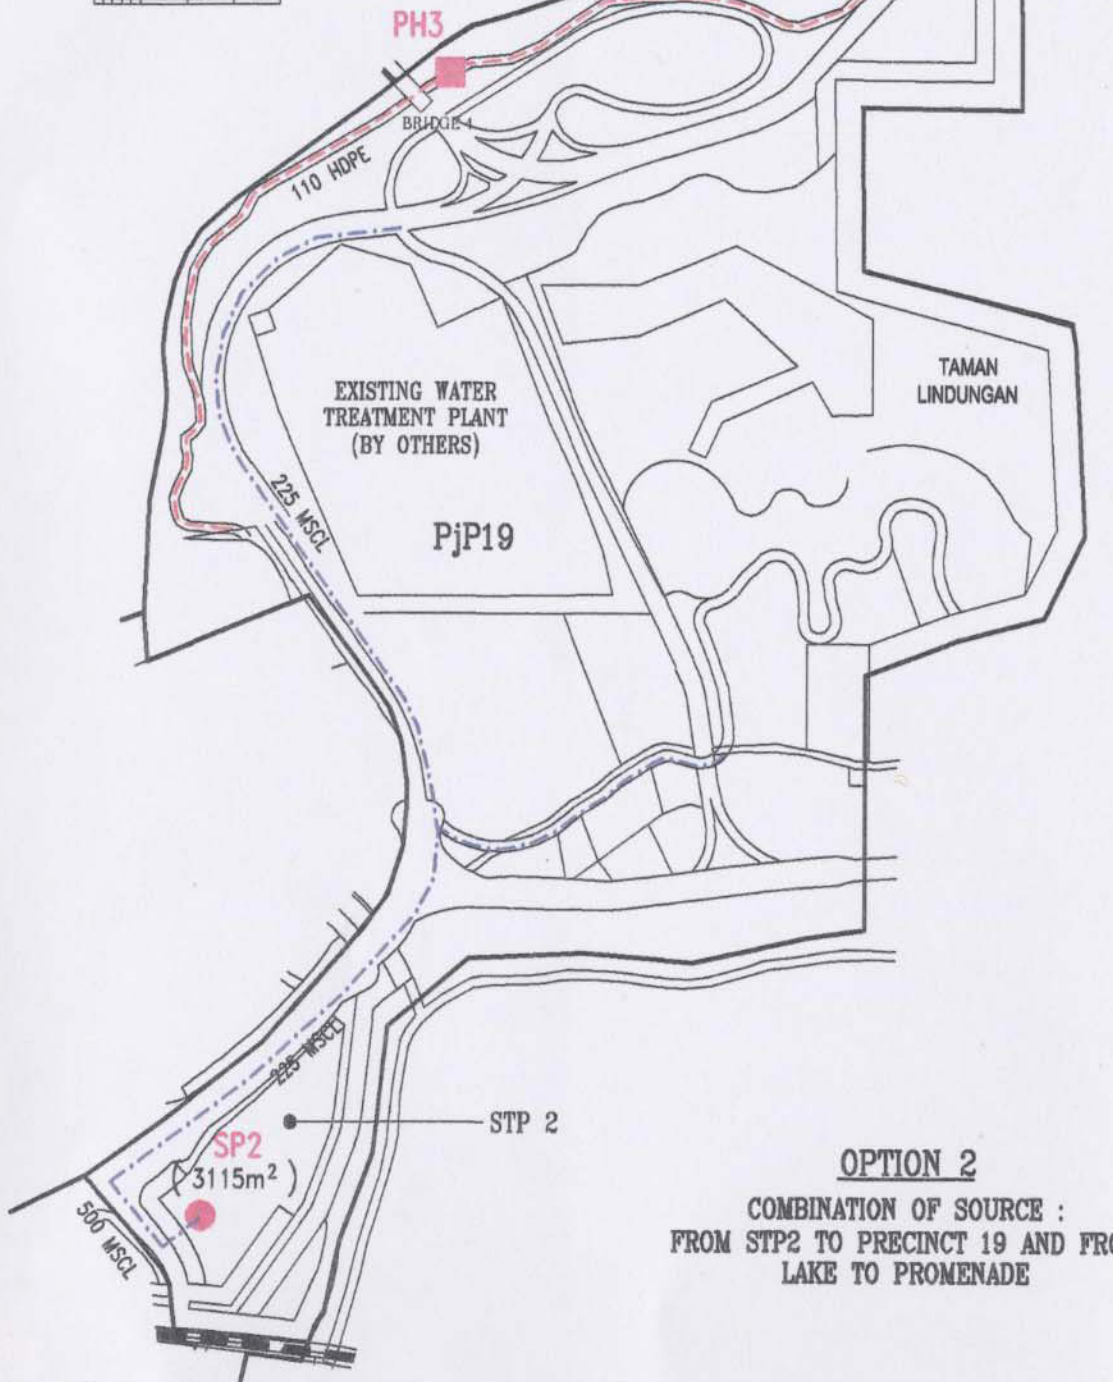 PH3
BRIDGE 4
110 HDPE
TAMAN
LINDUNGAN
EXISTING WATER
TREATMENT PLANT
(BY OTHERS)
225 MSCL
PjP19
225 MSCL
STP 2
SP2
( 3115m² )
500 MSCL
OPTION 2
COMBINATION OF SOURCE :
FROM STP2 TO PRECINCT 19 AND FRO
LAKE TO PROMENADE